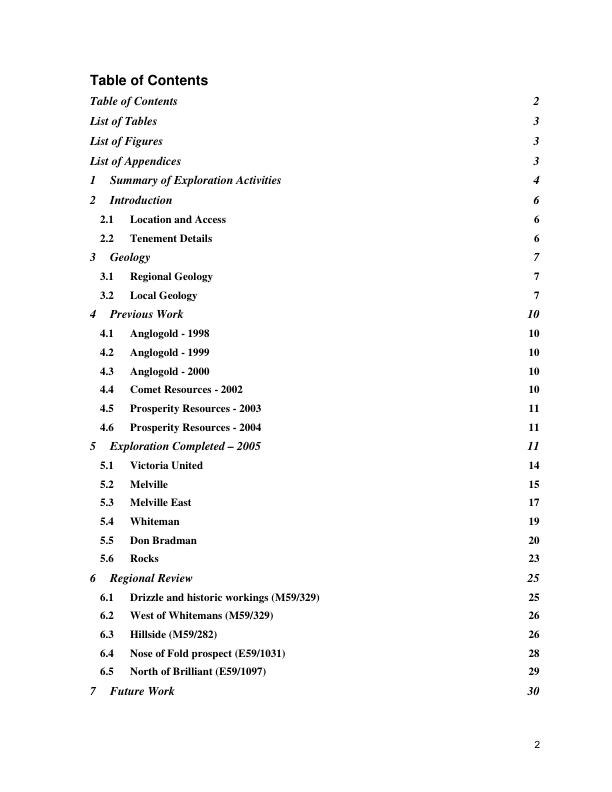 Table of Contents
Table of Contents 2
List of Tables 3
List of Figures 3
List of Appendices 3
1 Summary of Exploration Activities 4
2 Introduction 6
2.1 Location and Access 6
2.2 Tenement Details 6
3 Geology 7
3.1 Regional Geology 7
3.2 Local Geology 7
4 Previous Work 10
4.1 Anglogold - 1998 10
4.2 Anglogold - 1999 10
4.3 Anglogold - 2000 10
4.4 Comet Resources - 2002 10
4.5 Prosperity Resources - 2003 11
4.6 Prosperity Resources - 2004 11
5 Exploration Completed – 2005 11
5.1 Victoria United 14
5.2 Melville 15
5.3 Melville East 17
5.4 Whiteman 19
5.5 Don Bradman 20
5.6 Rocks 23
6 Regional Review 25
6.1 Drizzle and historic workings (M59/329) 25
6.2 West of Whitemans (M59/329) 26
6.3 Hillside (M59/282) 26
6.4 Nose of Fold prospect (E59/1031) 28
6.5 North of Brilliant (E59/1097) 29
7 Future Work 30
2